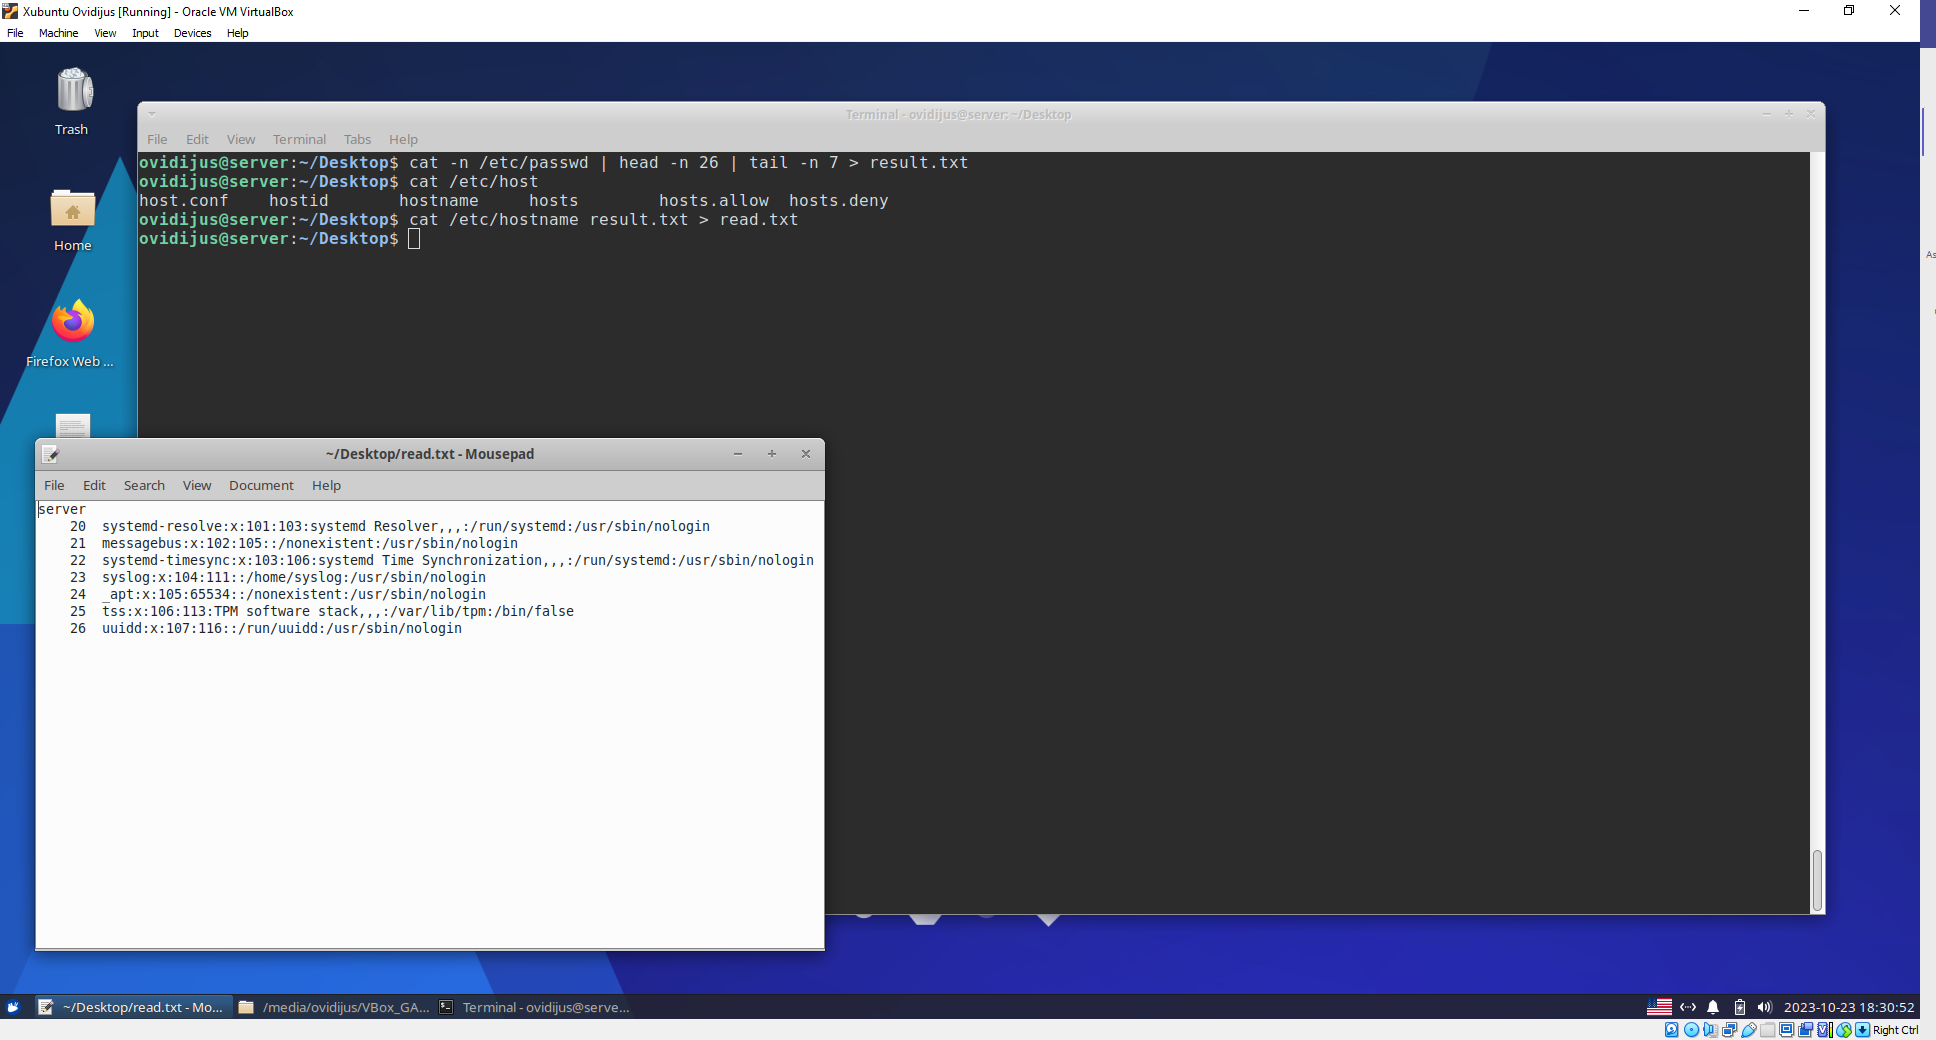 Xubuntu Ovidijus [Running] - Oracle VM VirtualBox
File Machine View Input Devices Help
Trash
Home
Firefox Web ...
Terminal - ovidijus@server: ~/Desktop
File Edit View Terminal Tabs Help
ovidijus@server:~/Desktop$ cat -n /etc/passwd | head -n 26 | tail -n 7 > result.txt
ovidijus@server:~/Desktop$ cat /etc/host
host.conf hostid hostname hosts hosts.allow hosts.deny
ovidijus@server:~/Desktop$ cat /etc/hostname result.txt > read.txt
ovidijus@server:~/Desktop$
As
~/Desktop/read.txt - Mousepad
File Edit Search View Document Help
server
20 systemd-resolve:x:101:103:systemd Resolver,,,:/run/systemd:/usr/sbin/nologin
21 messagebus:x:102:105::/nonexistent:/usr/sbin/nologin
22 systemd-timesync:x:103:106:systemd Time Synchronization,,,:/run/systemd:/usr/sbin/nologin
23 syslog:x:104:111::/home/syslog:/usr/sbin/nologin
24 _apt:x:105:65534::/nonexistent:/usr/sbin/nologin
25 tss:x:106:113:TPM software stack,,,:/var/lib/tpm:/bin/false
26 uuidd:x:107:116::/run/uuidd:/usr/sbin/nologin
~/Desktop/read.txt - Mo... /media/ovidijus/VBox_GA... Terminal - ovidijus@serve... 2023-10-23 18:30:52
Right Ctrl